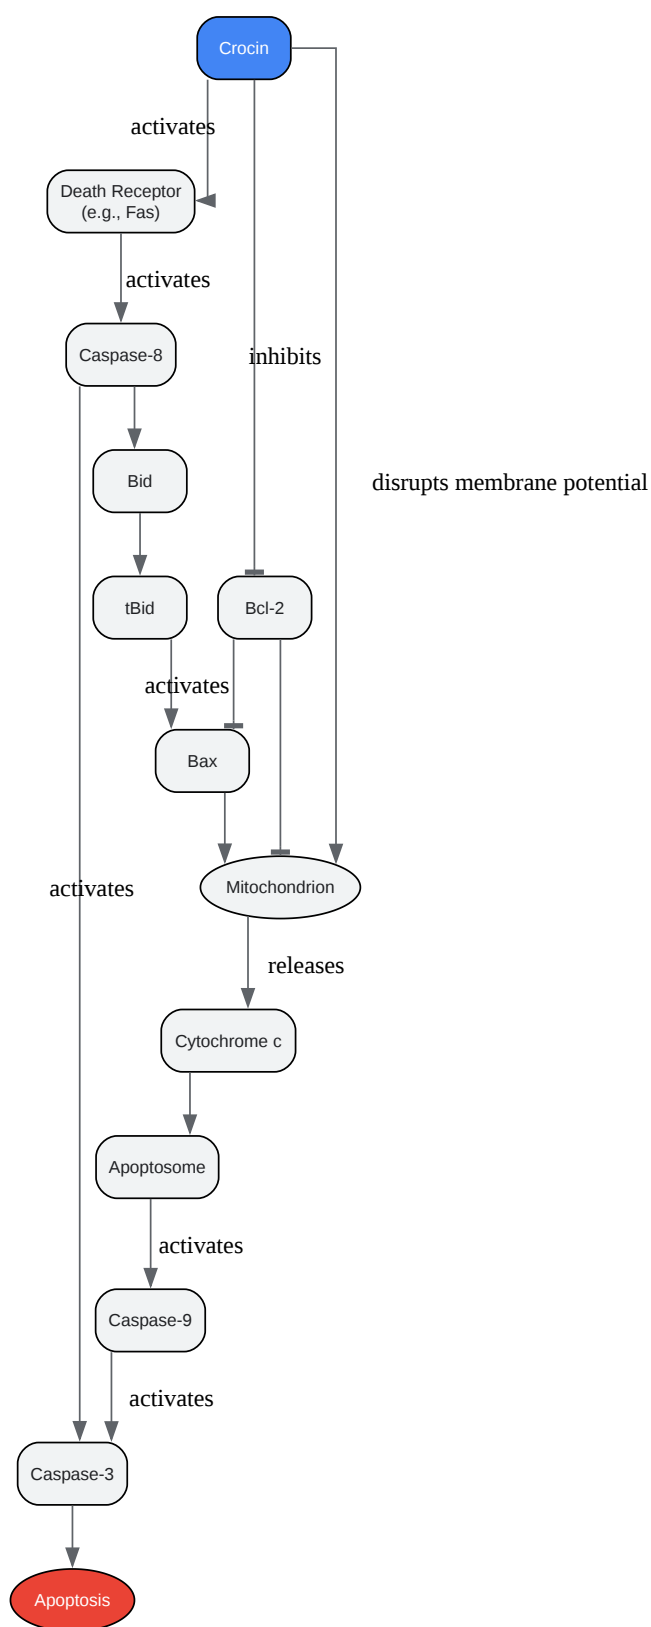 Crocin
activates
Death Receptor
(e.g., Fas)
activates
Caspase-8
inhibits
Bid
disrupts membrane potential
tBid
Bcl-2
activates
Bax
Mitochondrion
activates
releases
Cytochrome c
Apoptosome
activates
Caspase-9
activates
Caspase-3
Apoptosis